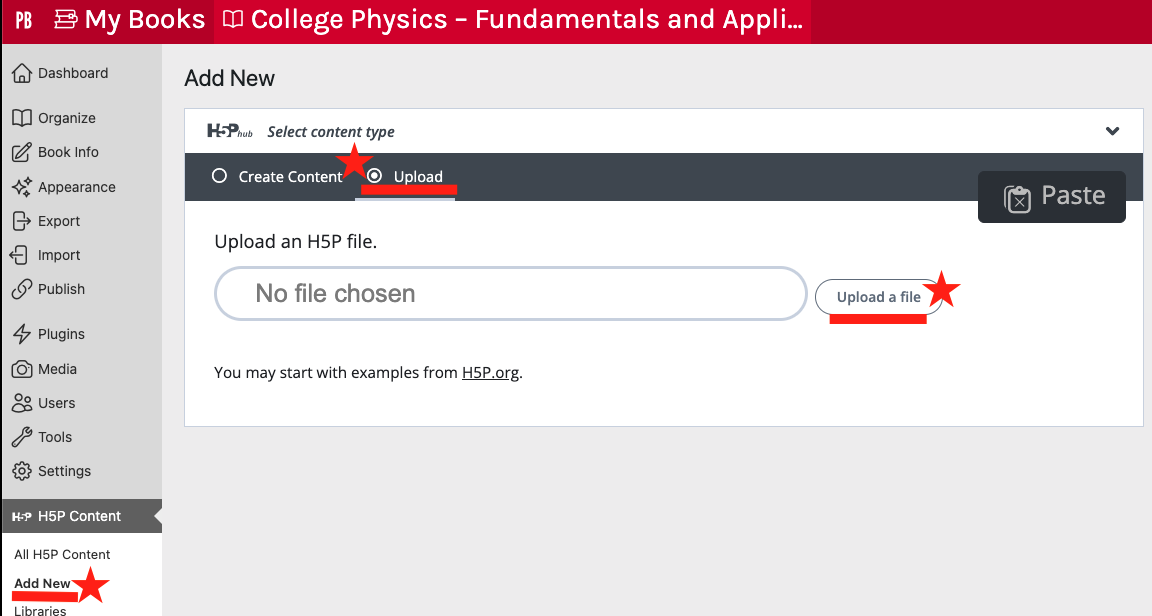 PB My Books College Physics – Fundamentals and Appli...
Dashboard
Organize
Book Info
Appearance
Export
Import
Publish
Plugins
Media
Users
Tools
Settings
H5P H5P Content
All H5P Content
Add New
Libraries
Add New
H5P hub Select content type
Create Content Upload
Paste
Upload an H5P file.
No file chosen Upload a file
You may start with examples from H5P.org.